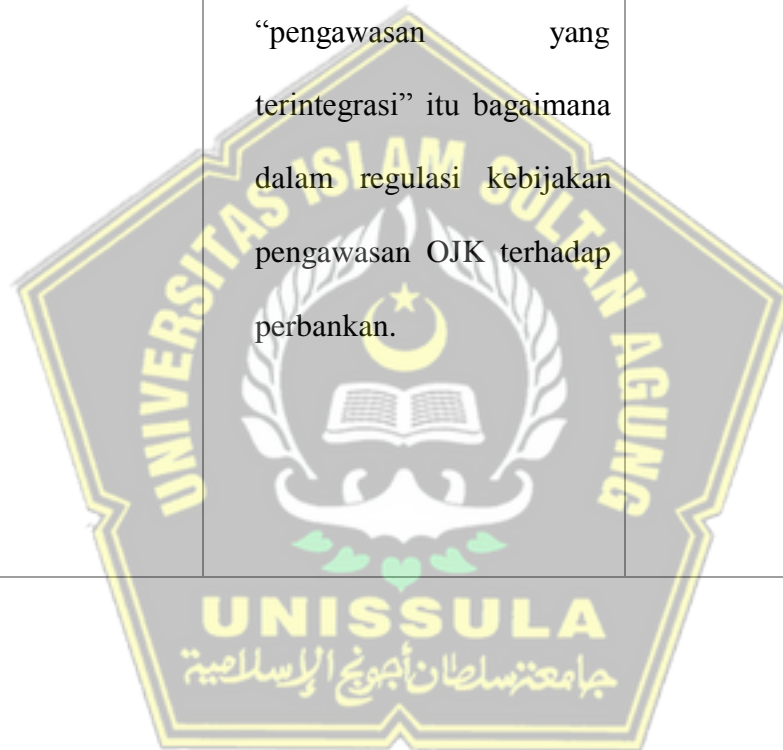 “pengawasan yang
terintegrasi” itu bagaimana
dalam regulasi kebijakan
pengawasan OJK terhadap
perbankan.
UNIVERSITAS ISLAM SULTAN AGUNG
UNISSULA
جامعة سلطان أجونج الإسلامية